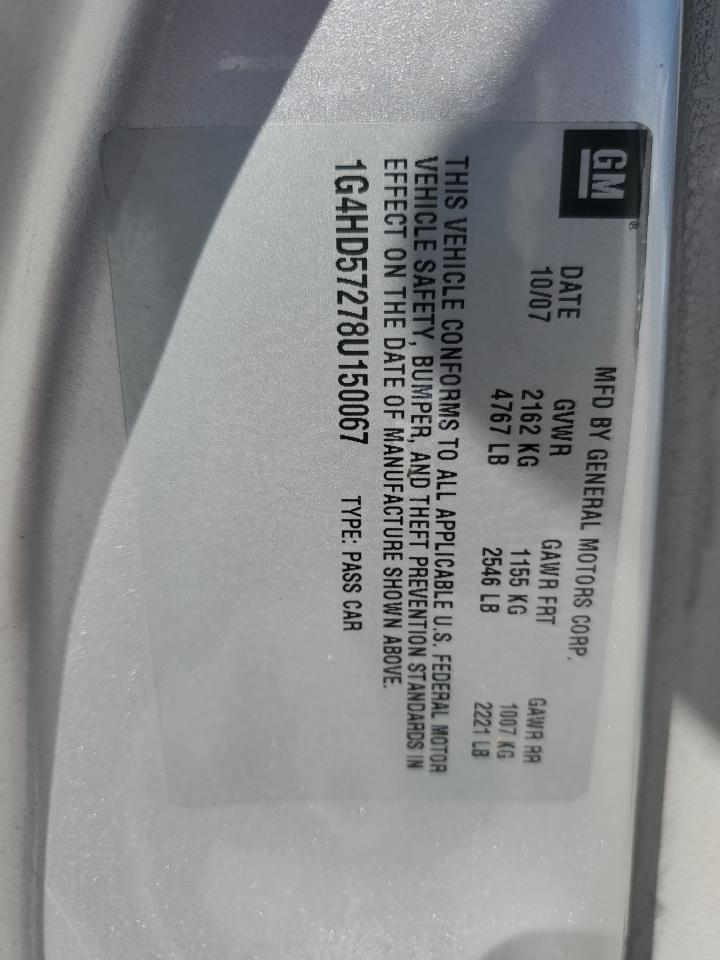 GM®
MFD BY GENERAL MOTORS CORP.
DATE GVWR GAWR FRT GAWR RR
10/07 2162 KG 1155 KG 1007 KG
4767 LB 2546 LB 2221 LB
THIS VEHICLE CONFORMS TO ALL APPLICABLE U.S. FEDERAL MOTOR
VEHICLE SAFETY, BUMPER, AND THEFT PREVENTION STANDARDS IN
EFFECT ON THE DATE OF MANUFACTURE SHOWN ABOVE.
1G4HD57278U150067 TYPE: PASS CAR